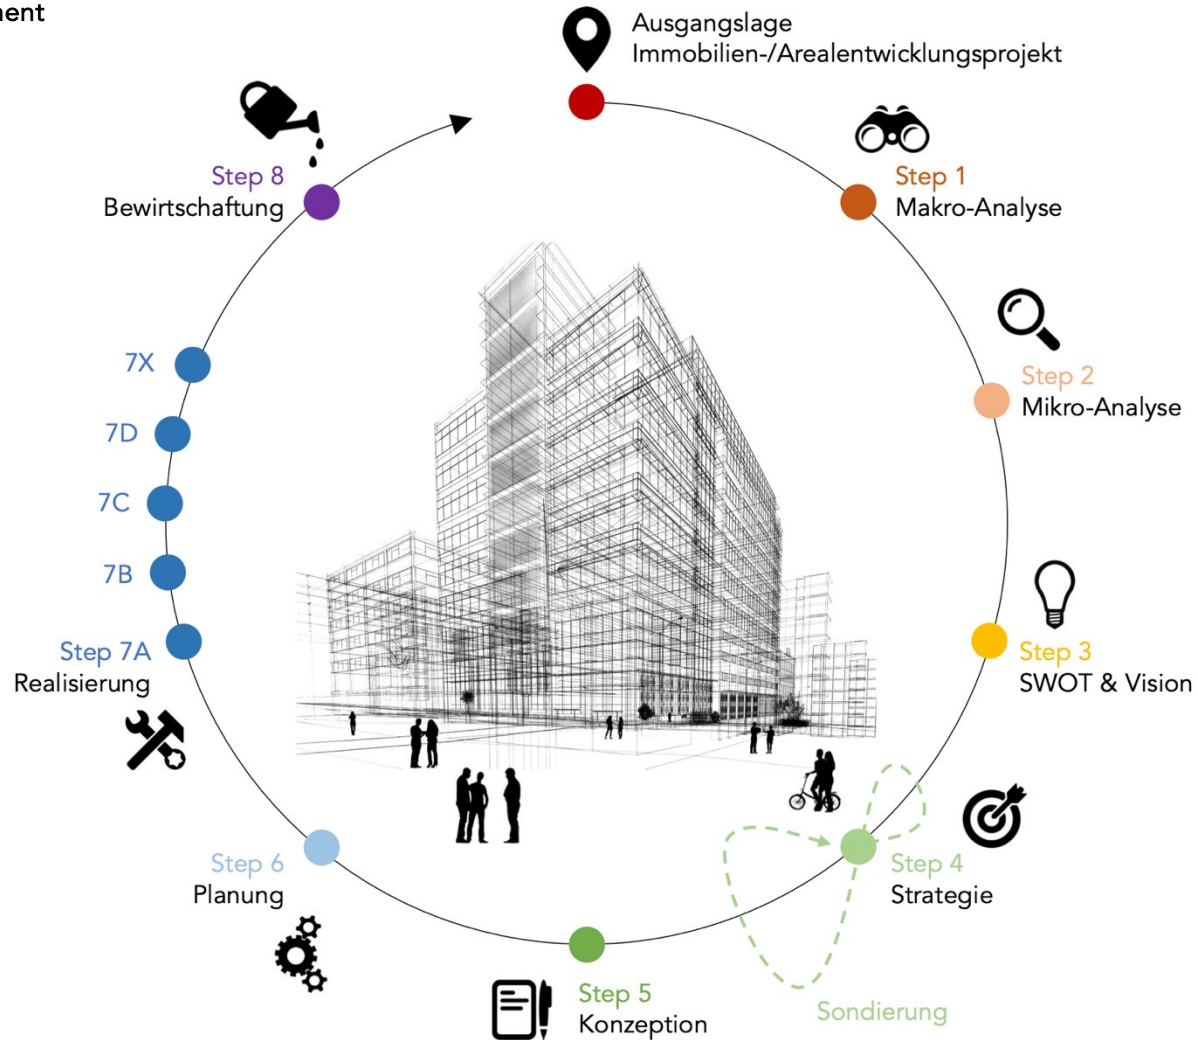 Ausgangslage
Immobilien-/Arealentwicklungsprojekt
Step 1
Makro-Analyse
Step 2
Mikro-Analyse
Step 3
SWOT & Vision
Step 4
Strategie
Sondierung
Step 5
Konzeption
Step 6
Planung
Step 7A
Realisierung
7B
7C
7D
7X
Step 8
Bewirtschaftung